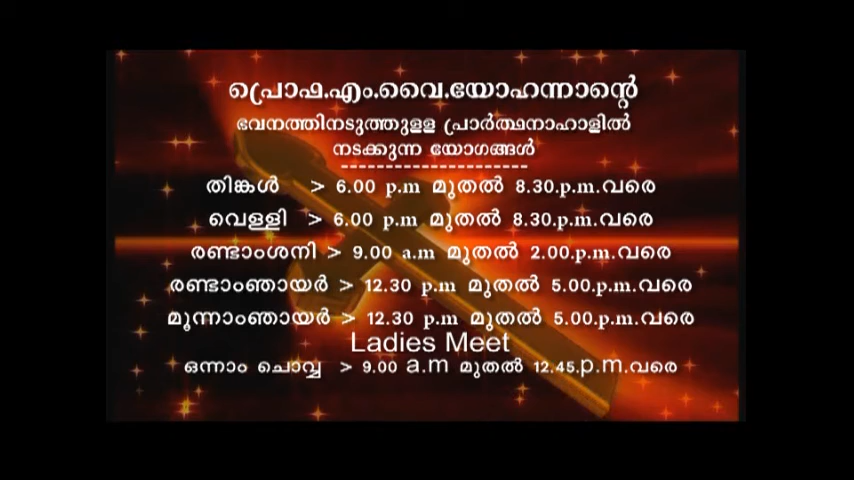 പ്രൊഫ.എം.വൈ.യോഹന്നാന്റെ
ഭവനത്തിനടുത്തുളള പ്രാർത്ഥനാഹാളിൽ
നടക്കുന്ന യോഗങ്ങൾ
---------------------
തിങ്കൾ > 6.00 p.m മുതൽ 8.30.p.m.വരെ
വെള്ളി > 6.00 p.m മുതൽ 8.30.p.m.വരെ
രണ്ടാംശനി > 9.00 a.m മുതൽ 2.00.p.m.വരെ
രണ്ടാംഞായർ > 12.30 p.m മുതൽ 5.00.p.m.വരെ
മൂന്നാംഞായർ > 12.30 p.m മുതൽ 5.00.p.m.വരെ
Ladies Meet
ഒന്നാം ചൊവ്വ > 9.00 a.m മുതൽ 12.45.p.m.വരെ